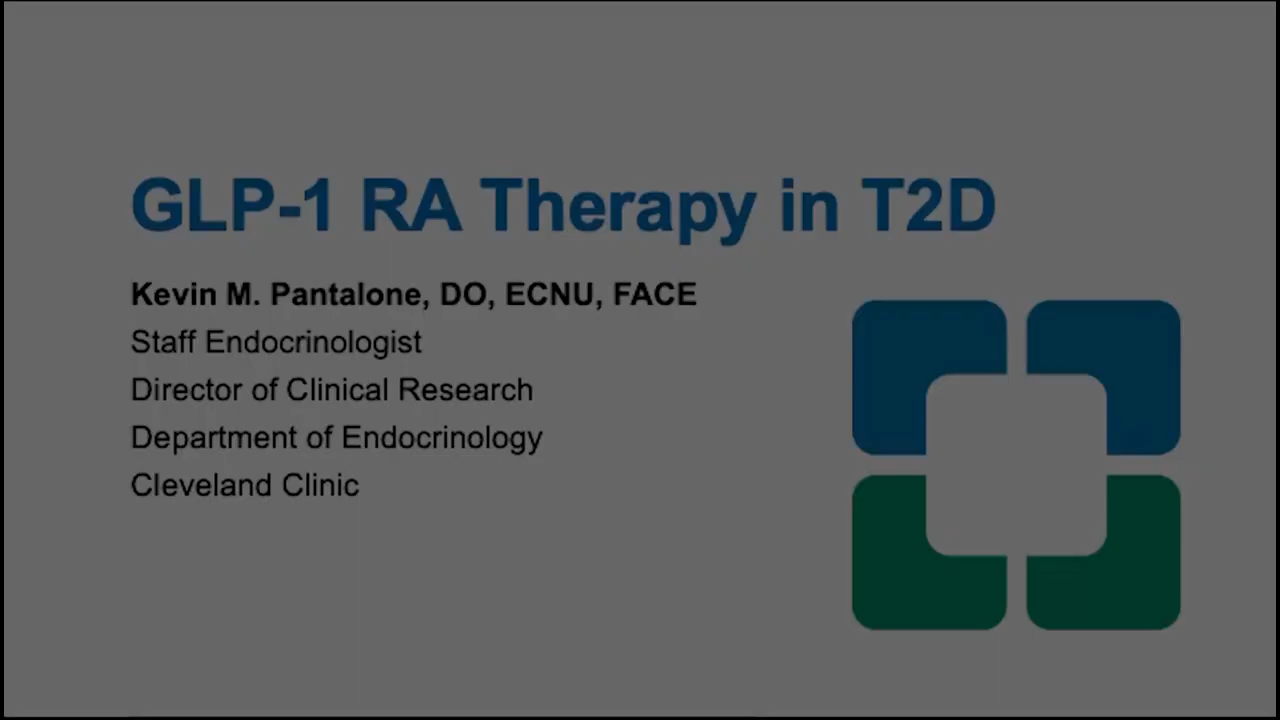 GLP-1 RA Therapy in T2D
Kevin M. Pantalone, DO, ECNU, FACE
Staff Endocrinologist
Director of Clinical Research
Department of Endocrinology
Cleveland Clinic